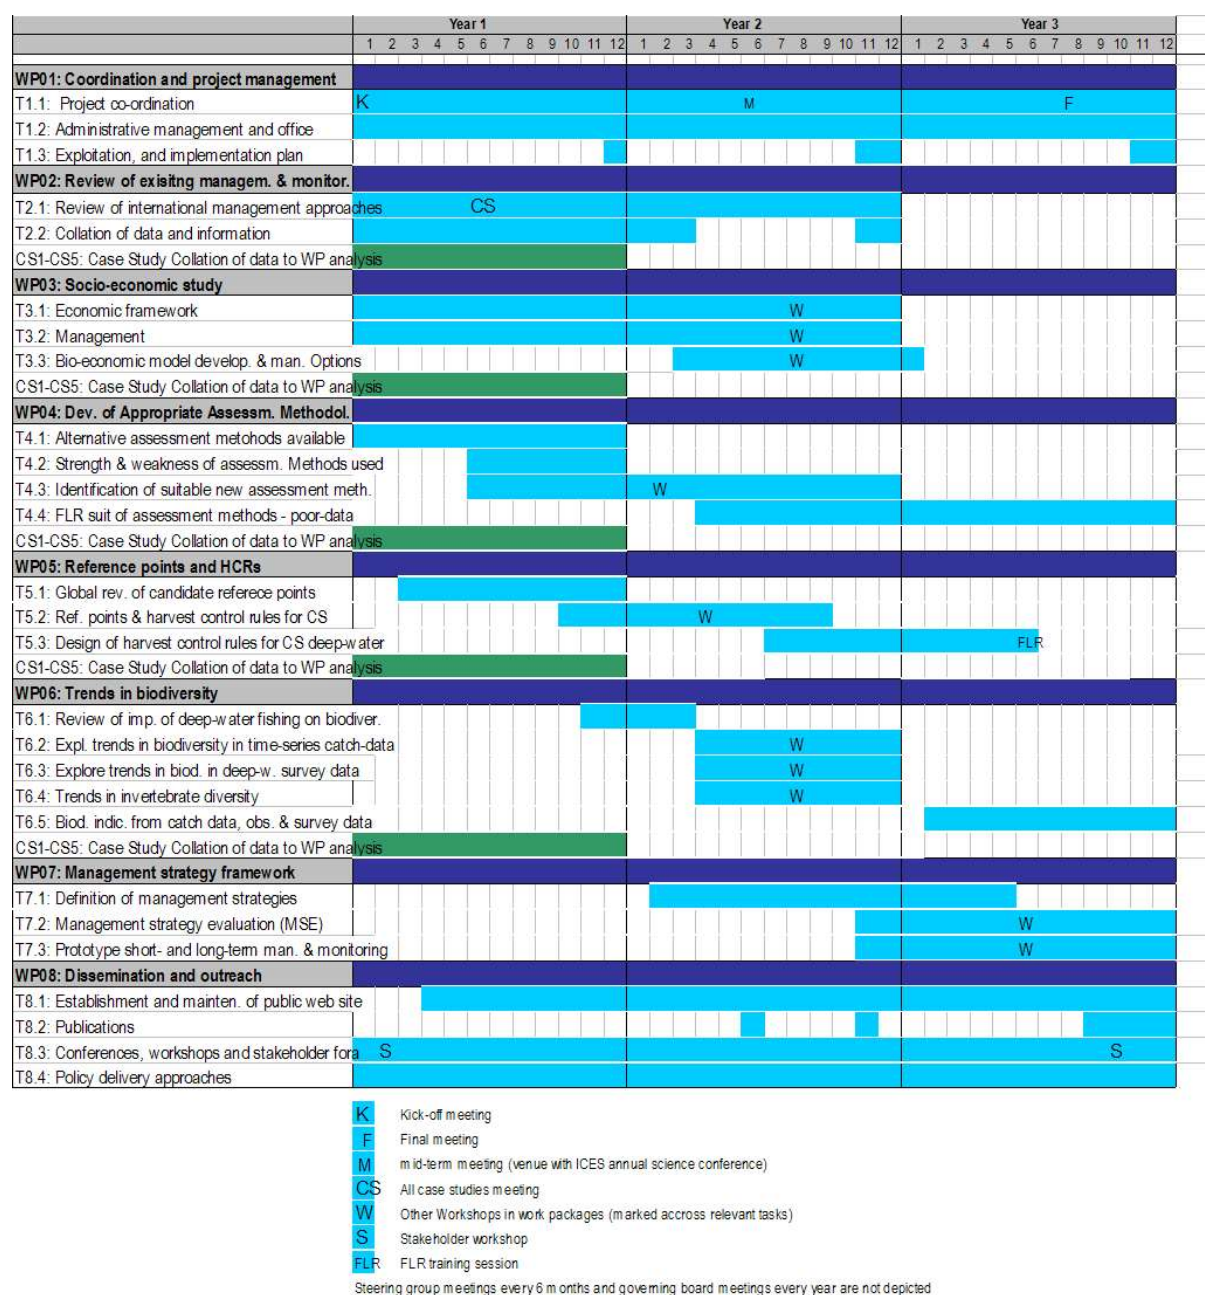 Year 1 Year 2 Year 3
1 2 3 4 5 6 7 8 9 10 11 12 1 2 3 4 5 6 7 8 9 10 11 12 1 2 3 4 5 6 7 8 9 10 11 12
WP01: Coordination and project management
T1.1: Project co-ordination K M F
T1.2: Administrative management and office
T1.3: Exploitation, and implementation plan
WP02: Review of exisitng managem. & monitor.
T2.1: Review of international management approaches CS
T2.2: Collation of data and information
CS1-CS5: Case Study Collation of data to WP analysis
WP03: Socio-economic study
T3.1: Economic framework W
T3.2: Management W
T3.3: Bio-economic model develop. & man. Options W
CS1-CS5: Case Study Collation of data to WP analysis
WP04: Dev. of Appropriate Assessm. Methodol.
T4.1: Alternative assessment metohods available
T4.2: Strength & weakness of assessm. Methods used
T4.3: Identification of suitable new assessment meth. W
T4.4: FLR suit of assessment methods - poor-data
CS1-CS5: Case Study Collation of data to WP analysis
WP05: Reference points and HCRs
T5.1: Global rev. of candidate referece points
T5.2: Ref. points & harvest control rules for CS W
T5.3: Design of harvest control rules for CS deep-water FLR
CS1-CS5: Case Study Collation of data to WP analysis
WP06: Trends in biodiversity
T6.1: Review of imp. of deep-water fishing on biodiver.
T6.2: Expl. trends in biodiversity in time-series catch-data W
T6.3: Explore trends in biod. in deep-w. survey data W
T6.4: Trends in invertebrate diversity W
T6.5: Biod. indic. from catch data, obs. & survey data
CS1-CS5: Case Study Collation of data to WP analysis
WP07: Management strategy framework
T7.1: Definition of management strategies
T7.2: Management strategy evaluation (MSE) W
T7.3: Prototype short- and long-term man. & monitoring W
WP08: Dissemination and outreach
T8.1: Establishment and mainten. of public web site
T8.2: Publications
T8.3: Conferences, workshops and stakeholder fora S S
T8.4: Policy delivery approaches
K Kick-off meeting
F Final meeting
M mid-term meeting (venue with ICES annual science conference)
CS All case studies meeting
W Other Workshops in work packages (marked accross relevant tasks)
S Stakeholder workshop
FLR FLR training session
Steering group meetings every 6 months and governing board meetings every year are not depicted